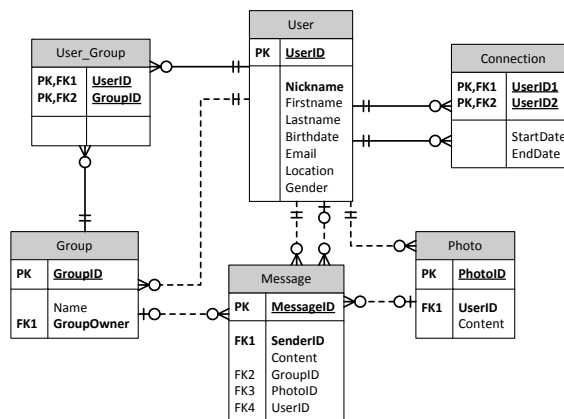 User
PK UserID
Nickname
Firstname
Lastname
Birthdate
Email
Location
Gender
User_Group
PK,FK1 UserID
PK,FK2 GroupID
Connection
PK,FK1 UserID1
PK,FK2 UserID2
StartDate
EndDate
Group
PK GroupID
Name
FK1 GroupOwner
Message
PK MessageID
FK1 SenderID
Content
FK2 GroupID
FK3 PhotoID
FK4 UserID
Photo
PK PhotoID
FK1 UserID
Content